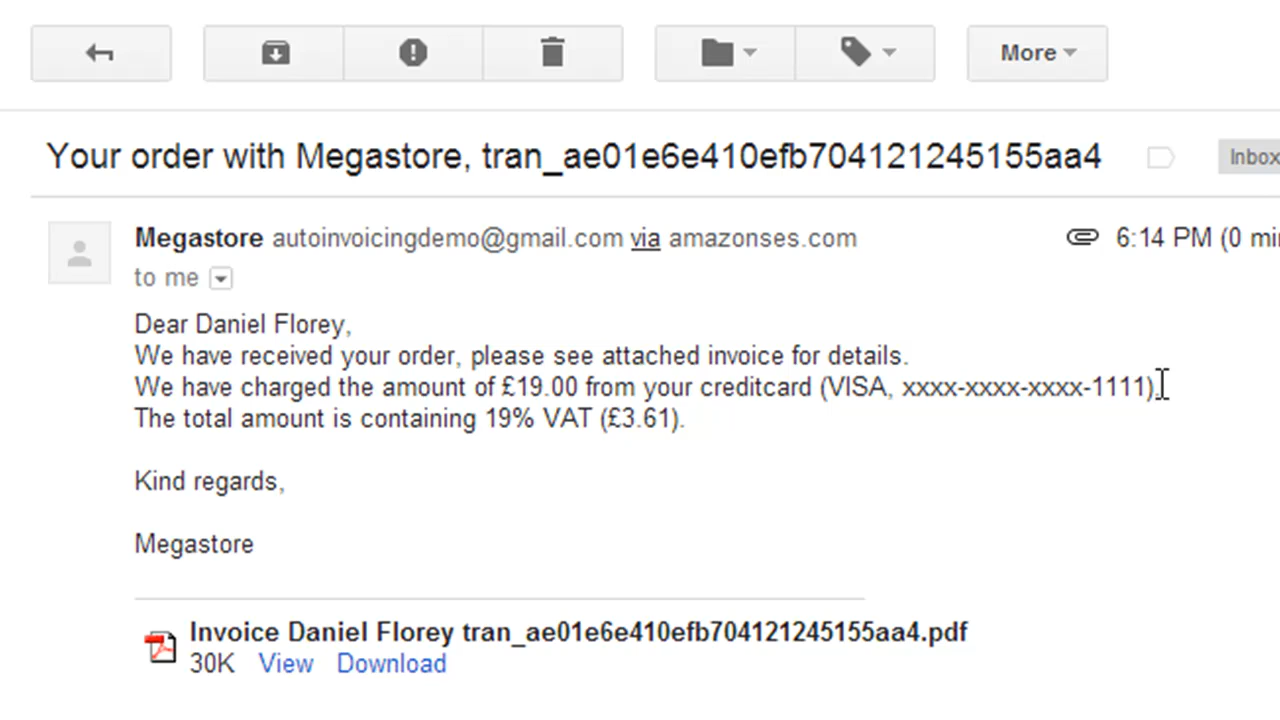 More
Your order with Megastore, tran_ae01e6e410efb704121245155aa4
Inbox
Megastore autoinvoicingdemo@gmail.com via amazonses.com
6:14 PM (0 mi
to me
Dear Daniel Florey,
We have received your order, please see attached invoice for details.
We have charged the amount of £19.00 from your creditcard (VISA, xxxx-xxxx-xxxx-1111).
The total amount is containing 19% VAT (£3.61).
Kind regards,
Megastore
Invoice Daniel Florey tran_ae01e6e410efb704121245155aa4.pdf
30K View Download